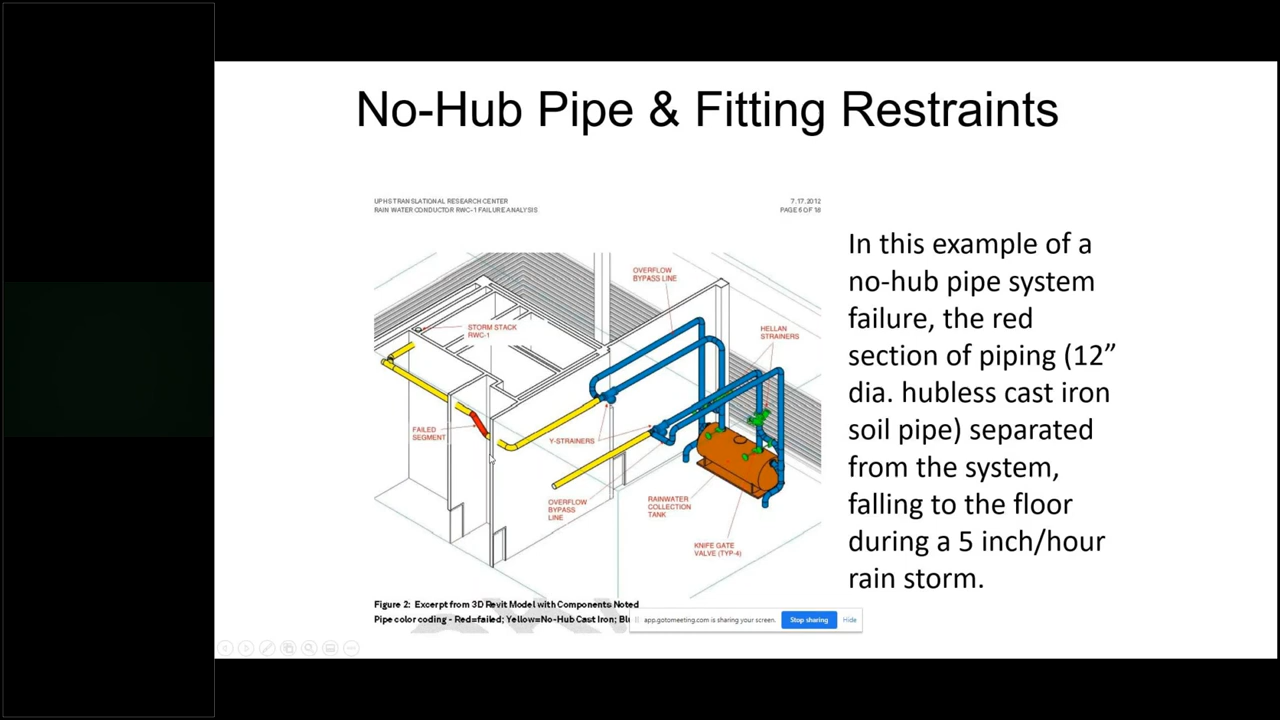 No-Hub Pipe & Fitting Restraints
UPHS TRANSLATIONAL RESEARCH CENTER
RAIN WATER CONDUCTOR RWC-1 FAILURE ANALYSIS
7.17.2012
PAGE 6 OF 18
OVERFLOW
BYPASS LINE
STORM STACK
RWC-1
HELLAN
STRAINERS
FAILED
SEGMENT
Y-STRAINERS
OVERFLOW
BYPASS
LINE
RAINWATER
COLLECTION
TANK
KNIFE GATE
VALVE (TYP-4)
Figure 2: Excerpt from 3D Revit Model with Components Noted
Pipe color coding - Red=failed; Yellow=No-Hub Cast Iron;
In this example of a
no-hub pipe system
failure, the red
section of piping (12”
dia. hubless cast iron
soil pipe) separated
from the system,
falling to the floor
during a 5 inch/hour
rain storm.
app.gotomeeting.com is sharing your screen.
Stop sharing
Hide